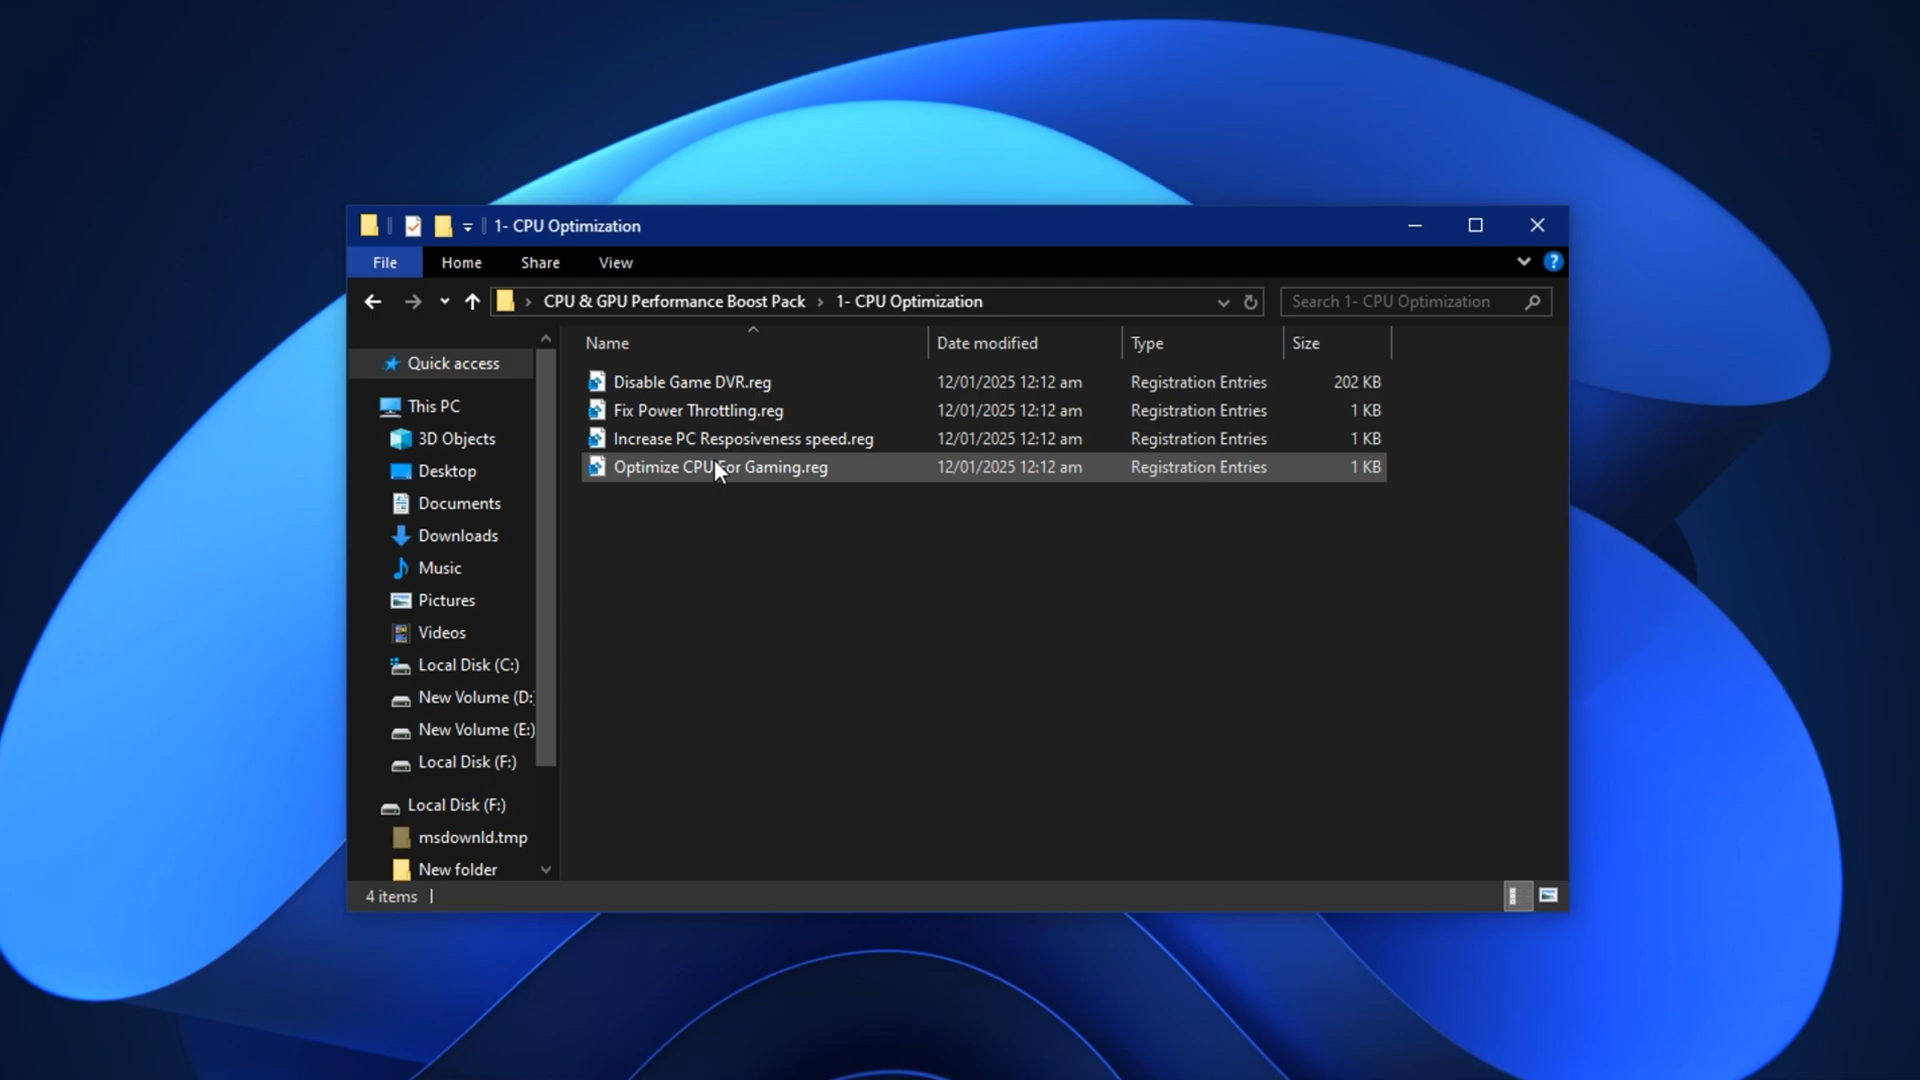 1- CPU Optimization
File Home Share View
CPU & GPU Performance Boost Pack › 1- CPU Optimization
Search 1- CPU Optimization
Name Date modified Type Size
Quick access
This PC
3D Objects
Desktop
Documents
Downloads
Music
Pictures
Videos
Local Disk (C:)
New Volume (D:
New Volume (E:)
Local Disk (F:)
Local Disk (F:)
msdownld.tmp
New folder
Disable Game DVR.reg 12/01/2025 12:12 am Registration Entries 202 KB
Fix Power Throttling.reg 12/01/2025 12:12 am Registration Entries 1 KB
Increase PC Resposiveness speed.reg 12/01/2025 12:12 am Registration Entries 1 KB
Optimize CPU For Gaming.reg 12/01/2025 12:12 am Registration Entries 1 KB
4 items